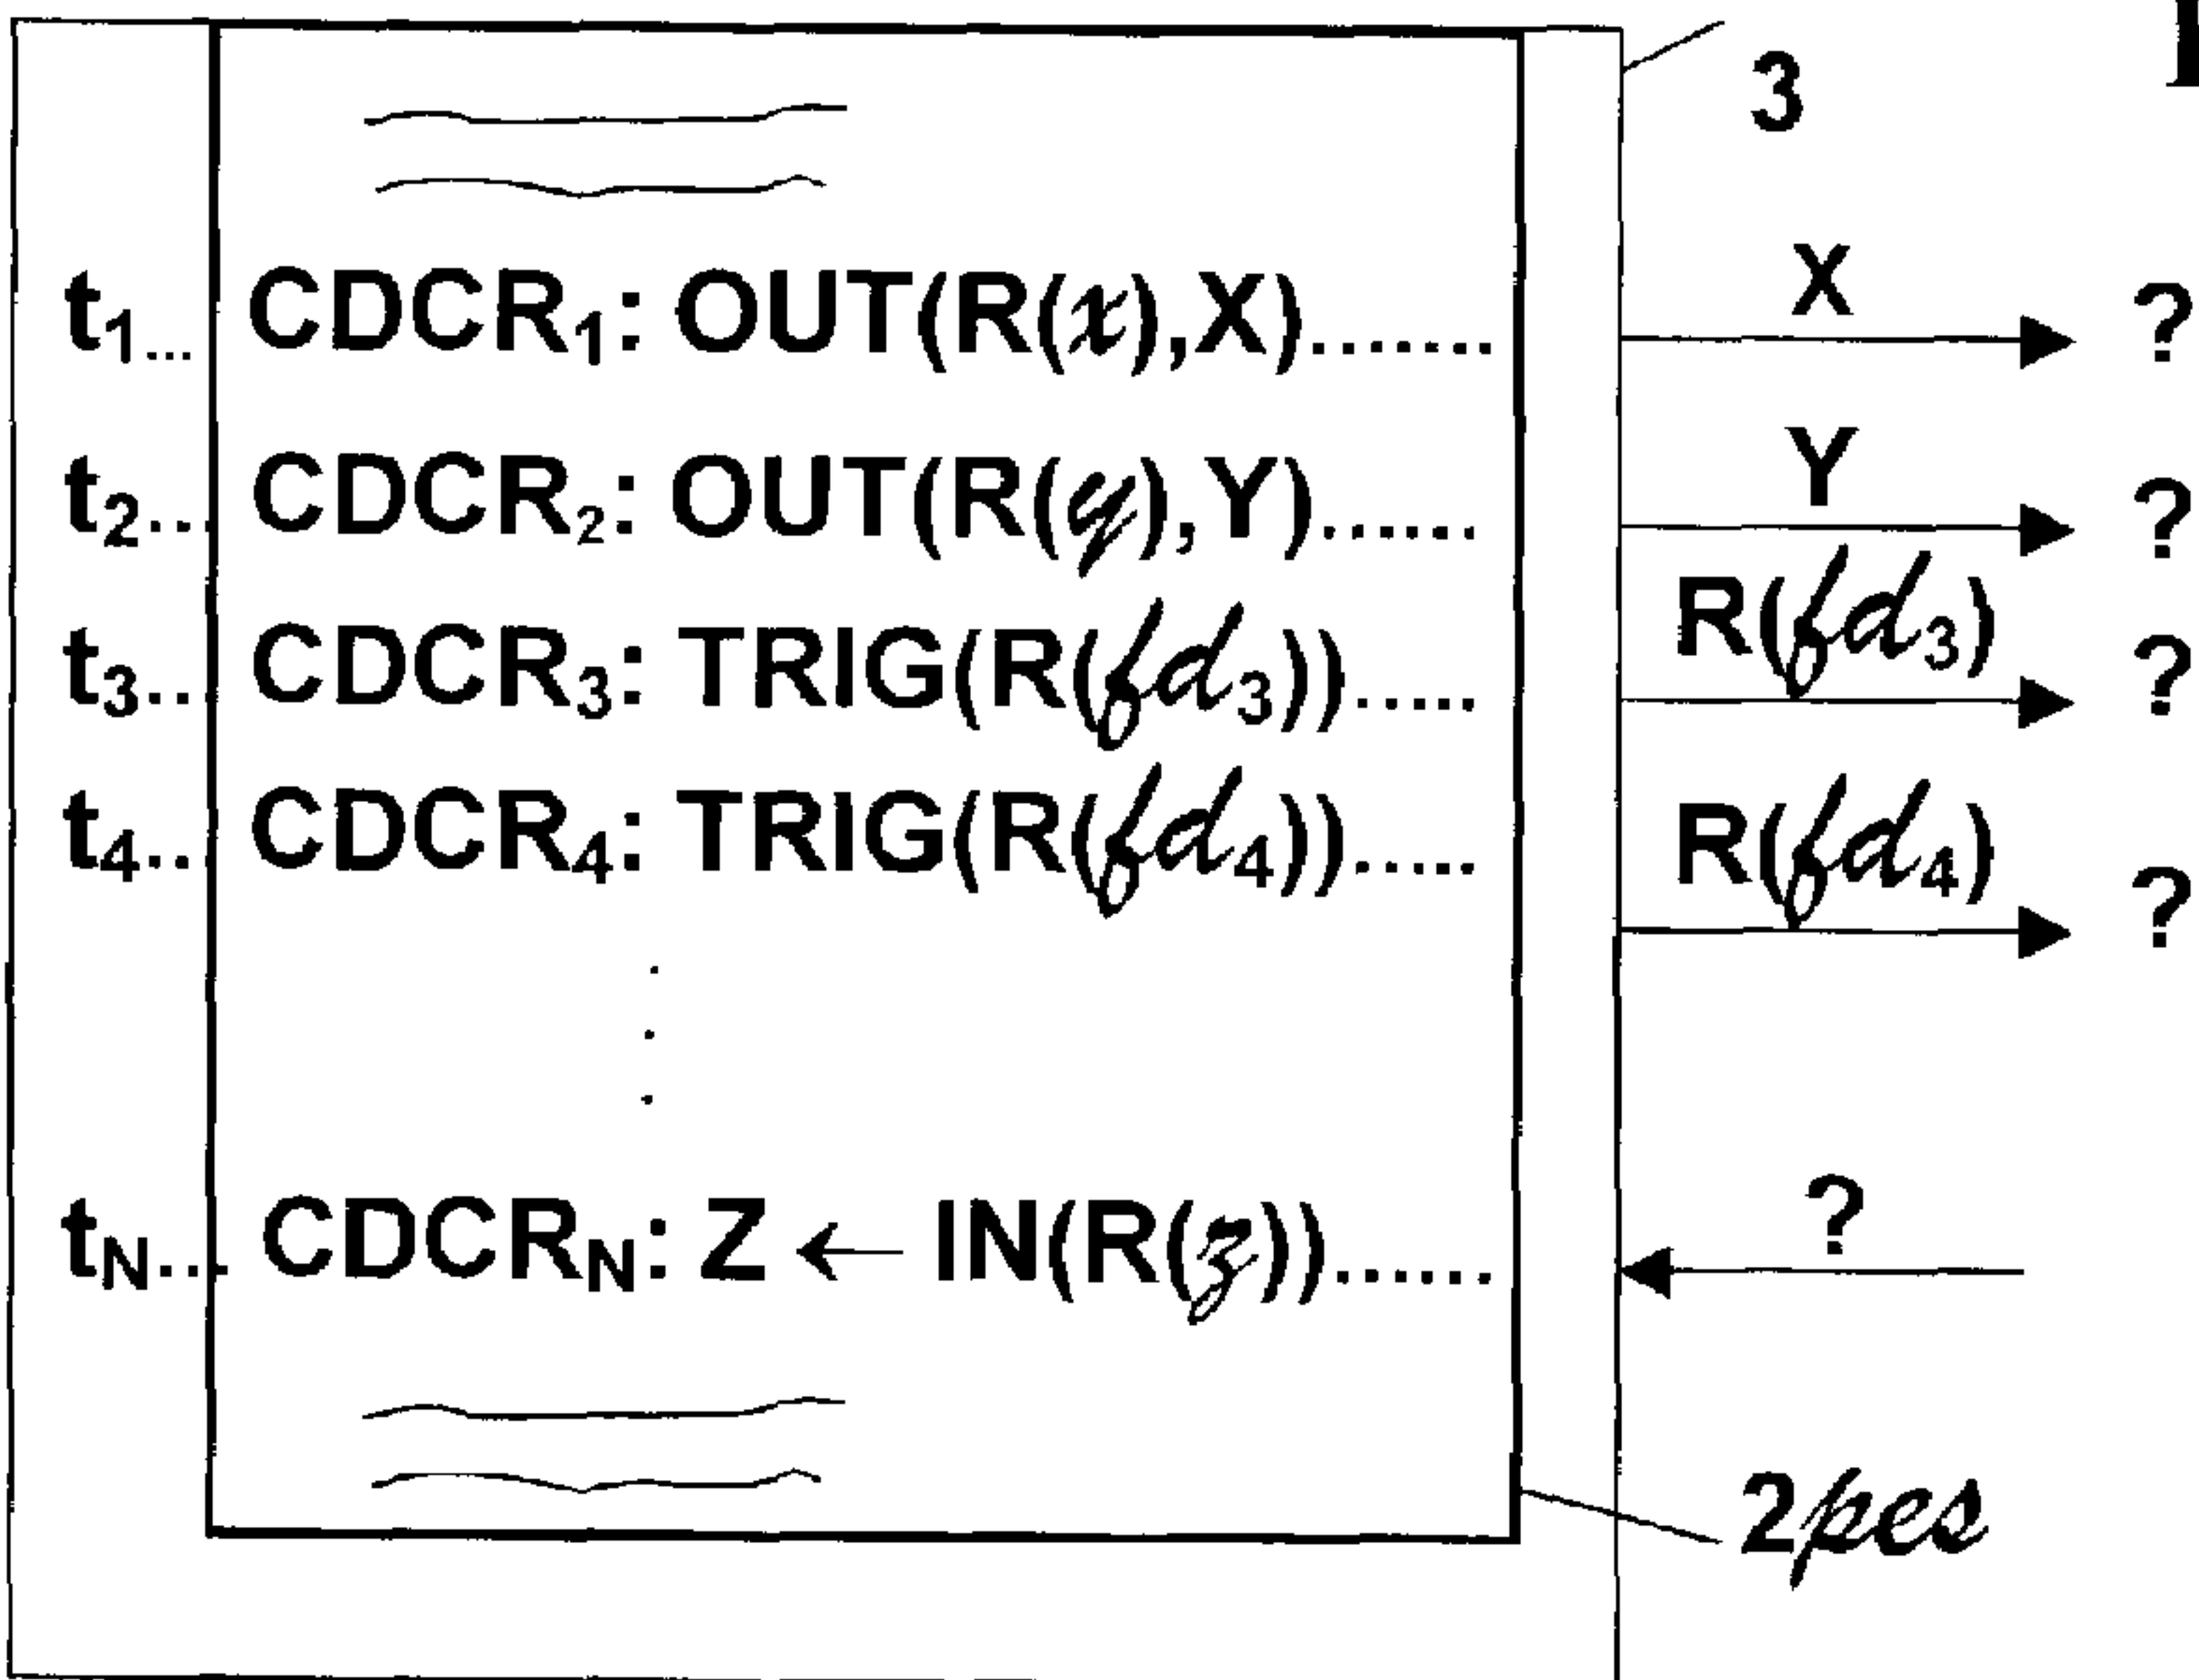 3
X
t1... CDCR1: OUT(R(x),X)....... ?
Y
t2... CDCR2: OUT(R(y),Y)...... ?
R(fd3)
t3... CDCR3: TRIG(R(fd3))..... ?
t4... CDCR4: TRIG(R(fd4))..... R(fd4) ?
?
tN... CDCRN: Z ← IN(R(z))......
2pes